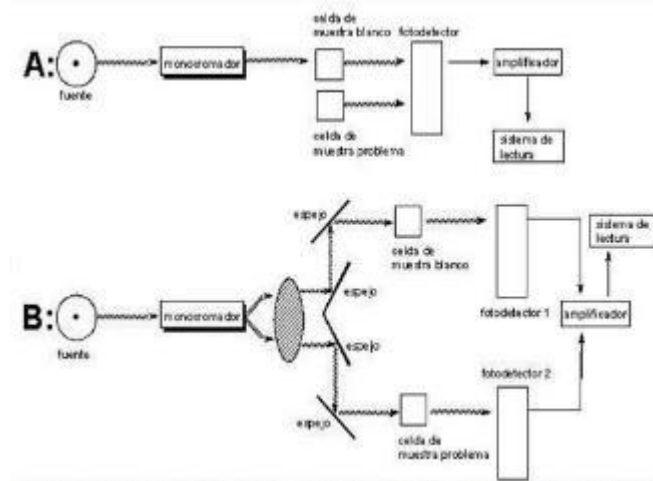 A:
fuente
monocromador
celda de
muestra blanco
fotodetector
celda de
muestra problema
amplificador
sistema de
lectura
B:
fuente
monocromador
espejo
espejo
espejo
espejo
celda de
muestra blanco
celda de
muestra problema
fotodetector 1
fotodetector 2
amplificador
sistema de
lectura